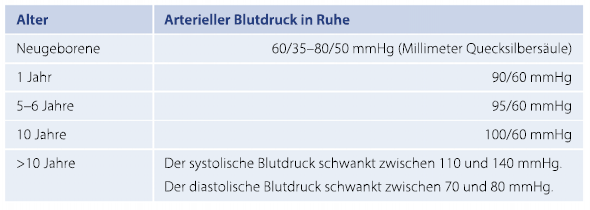 Alter Arterieller Blutdruck in Ruhe
Neugeborene 60/35–80/50 mmHg (Millimeter Quecksilbersäule)
1 Jahr 90/60 mmHg
5–6 Jahre 95/60 mmHg
10 Jahre 100/60 mmHg
>10 Jahre Der systolische Blutdruck schwankt zwischen 110 und 140 mmHg.
Der diastolische Blutdruck schwankt zwischen 70 und 80 mmHg.